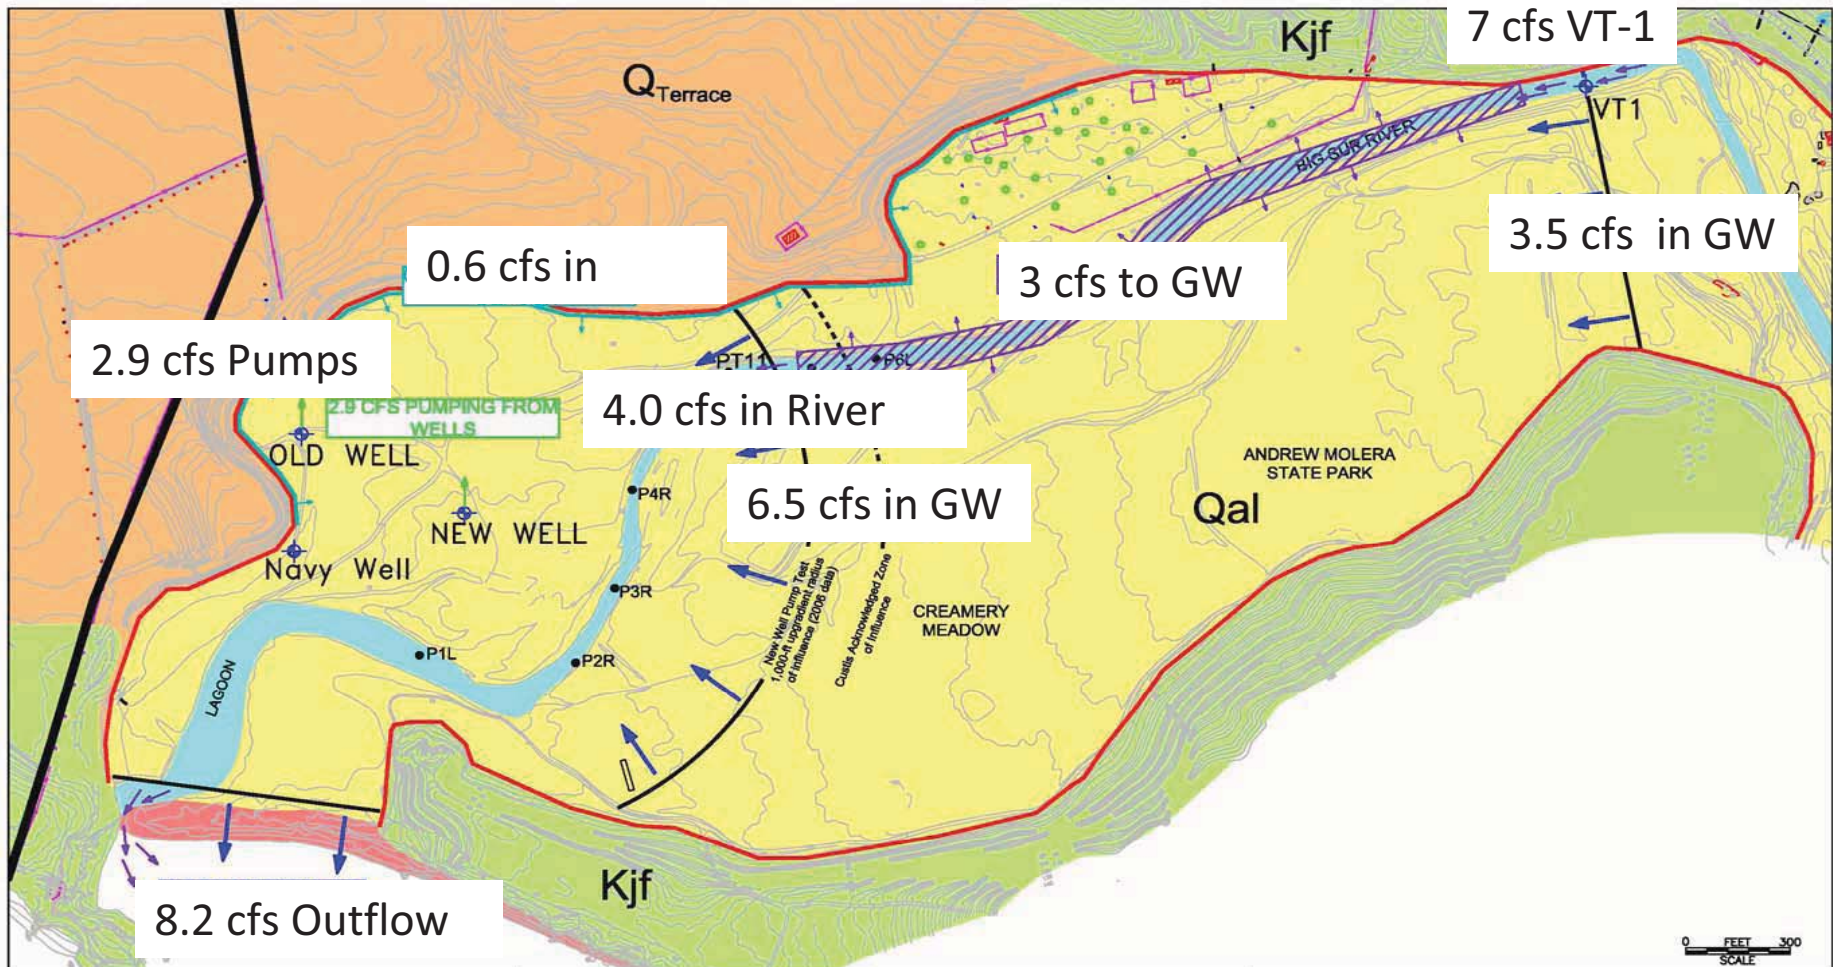 7 cfs VT-1
Kjf
QTerrace
VT1
BIG SUR RIVER
3.5 cfs in GW
0.6 cfs in
3 cfs to GW
2.9 cfs Pumps
PT11
P6L
4.0 cfs in River
2.9 CFS PUMPING FROM
WELLS
OLD WELL
ANDREW MOLERA
STATE PARK
P4R
6.5 cfs in GW
Qal
NEW WELL
Navy Well
New Well Pump Test
1,000-ft upgradient radius
of influence (2006 data)
Custis Acknowledged Zone
of Influence
P3R
CREAMERY
MEADOW
P1L
P2R
LAGOON
Kjf
8.2 cfs Outflow
0 FEET 300
SCALE